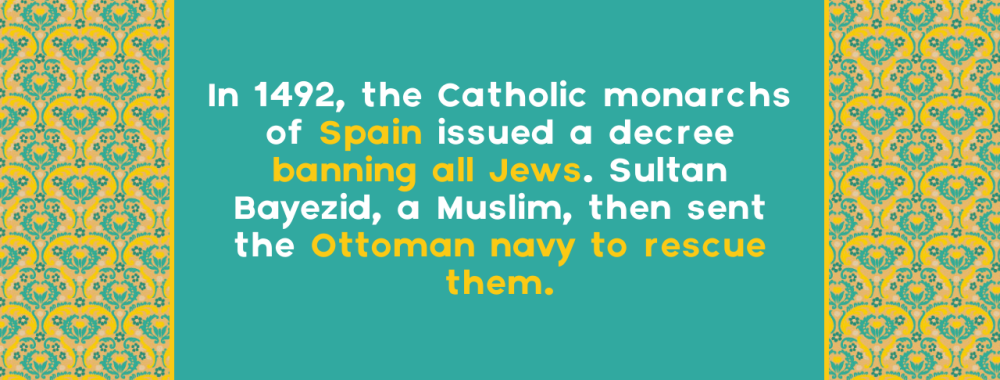 In 1492, the Catholic monarchs
of Spain issued a decree
banning all Jews. Sultan
Bayezid, a Muslim, then sent
the Ottoman navy to rescue
them.